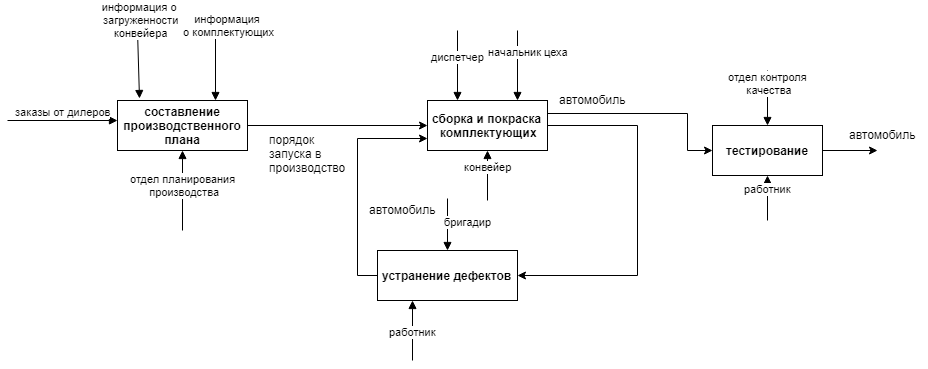 информация о
загруженности
конвейера
информация
о комплектующих
заказы от дилеров
составление
производственного
плана
отдел планирования
производства
порядок
запуска в
производство
диспетчер
начальник цеха
сборка и покраска
комплектующих
конвейер
автомобиль
отдел контроля
качества
тестирование
автомобиль
работник
автомобиль
бригадир
устранение дефектов
работник